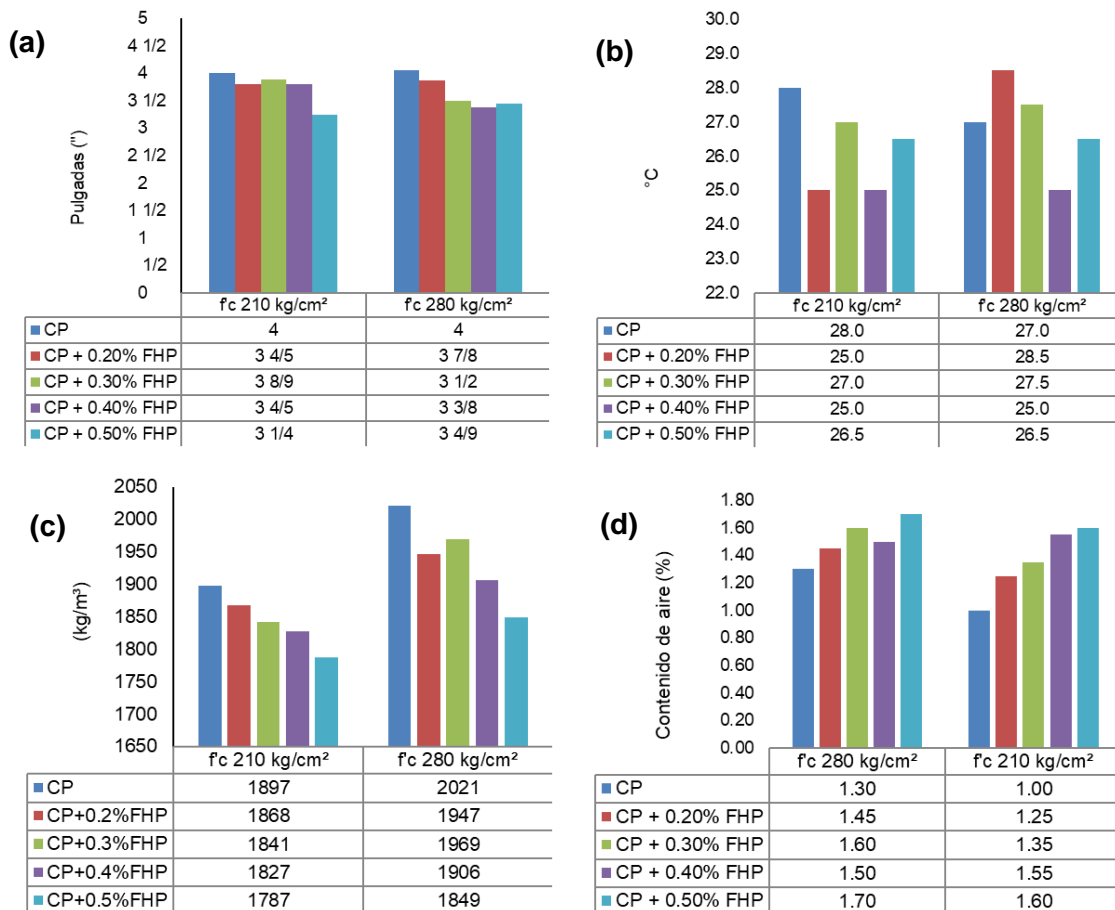 (a)
Pulgadas (")
5
4 1/2
4
3 1/2
3
2 1/2
2
1 1/2
1
1/2
0
f'c 210 kg/cm² f'c 280 kg/cm²
CP 4 4
CP + 0.20% FHP 3 4/5 3 7/8
CP + 0.30% FHP 3 8/9 3 1/2
CP + 0.40% FHP 3 4/5 3 3/8
CP + 0.50% FHP 3 1/4 3 4/9
(b)
°C
30.0
29.0
28.0
27.0
26.0
25.0
24.0
23.0
22.0
f'c 210 kg/cm² f'c 280 kg/cm²
CP 28.0 27.0
CP + 0.20% FHP 25.0 28.5
CP + 0.30% FHP 27.0 27.5
CP + 0.40% FHP 25.0 25.0
CP + 0.50% FHP 26.5 26.5
(c)
(kg/m³)
2050
2000
1950
1900
1850
1800
1750
1700
1650
f'c 210 kg/cm² f'c 280 kg/cm²
CP 1897 2021
CP+0.2%FHP 1868 1947
CP+0.3%FHP 1841 1969
CP+0.4%FHP 1827 1906
CP+0.5%FHP 1787 1849
(d)
Contenido de aire (%)
1.80
1.60
1.40
1.20
1.00
0.80
0.60
0.40
0.20
0.00
f'c 280 kg/cm² f'c 210 kg/cm²
CP 1.30 1.00
CP + 0.20% FHP 1.45 1.25
CP + 0.30% FHP 1.60 1.35
CP + 0.40% FHP 1.50 1.55
CP + 0.50% FHP 1.70 1.60